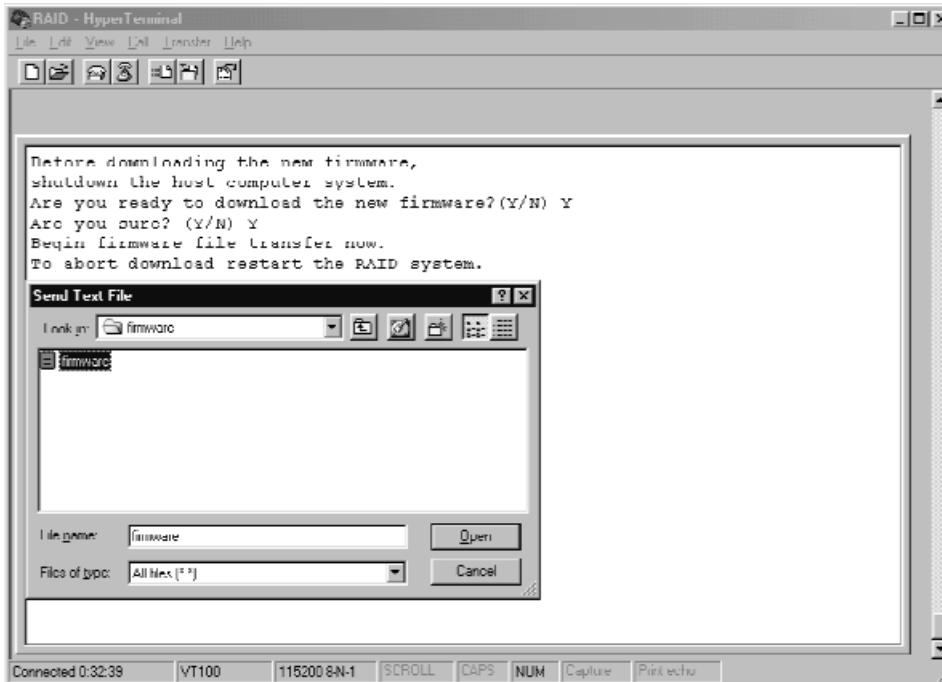 RAID - HyperTerminal
File Edit View Call Transfer Help
Before downloading the new firmware,
shutdown the host computer system.
Are you ready to download the new firmware?(Y/N) Y
Are you sure? (Y/N) Y
Begin firmware file transfer now.
To abort download restart the RAID system.
Send Text File
Look in: firmware
firmware
File name: firmware
Open
Files of type: All files (*.*)
Cancel
Connected 0:32:39 VT100 115200 8-N-1 SCROLL CAPS NUM Capture Print echo